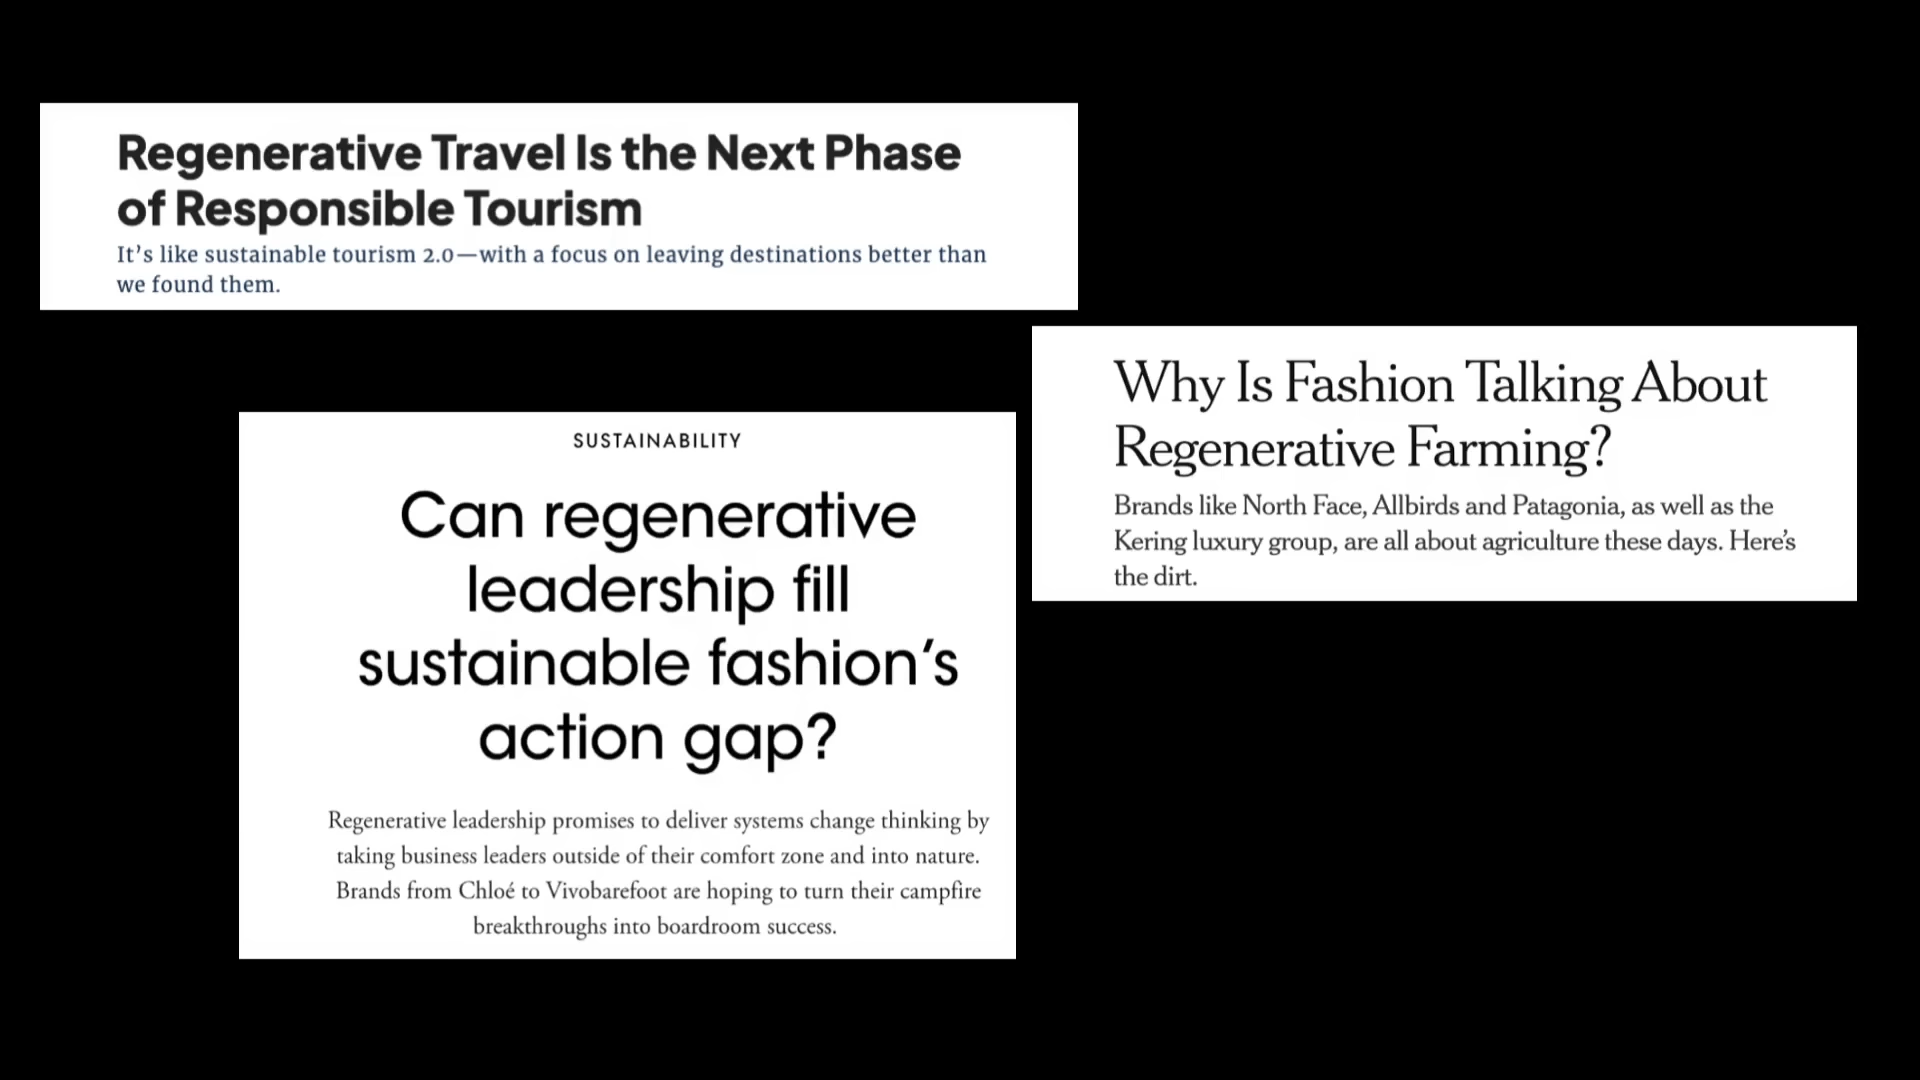 Regenerative Travel Is the Next Phase
of Responsible Tourism
It’s like sustainable tourism 2.0—with a focus on leaving destinations better than
we found them.
Why Is Fashion Talking About
Regenerative Farming?
Brands like North Face, Allbirds and Patagonia, as well as the
Kering luxury group, are all about agriculture these days. Here’s
the dirt.
SUSTAINABILITY
Can regenerative
leadership fill
sustainable fashion’s
action gap?
Regenerative leadership promises to deliver systems change thinking by
taking business leaders outside of their comfort zone and into nature.
Brands from Chloé to Vivobarefoot are hoping to turn their campfire
breakthroughs into boardroom success.